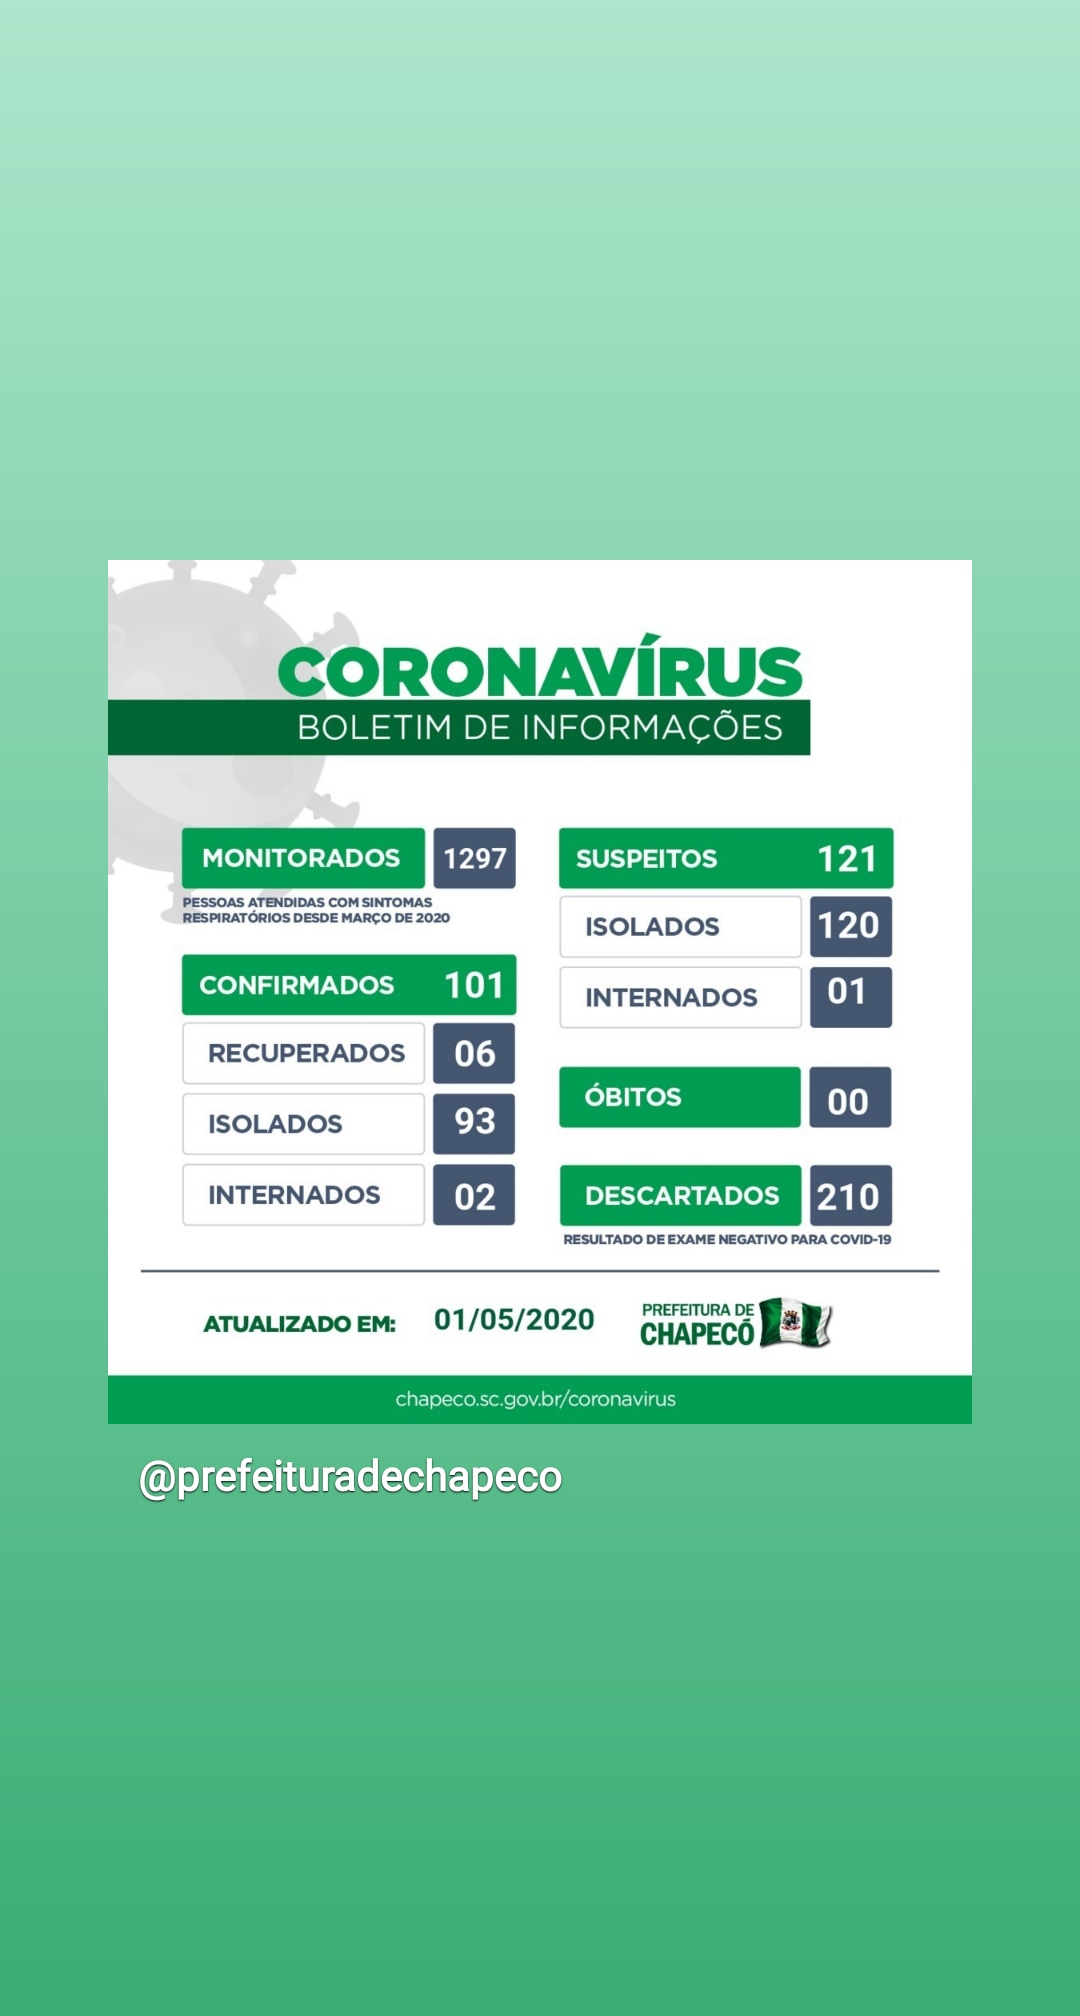 CORONAVÍRUS
BOLETIM DE INFORMAÇÕES
MONITORADOS 1297
PESSOAS ATENDIDAS COM SINTOMAS
RESPIRATÓRIOS DESDE MARÇO DE 2020
CONFIRMADOS 101
RECUPERADOS 06
ISOLADOS 93
INTERNADOS 02
SUSPEITOS 121
ISOLADOS 120
INTERNADOS 01
ÓBITOS 00
DESCARTADOS 210
RESULTADO DE EXAME NEGATIVO PARA COVID-19
ATUALIZADO EM: 01/05/2020
PREFEITURA DE
CHAPECÓ
chapeco.sc.gov.br/coronavirus
@prefeituradechapeco